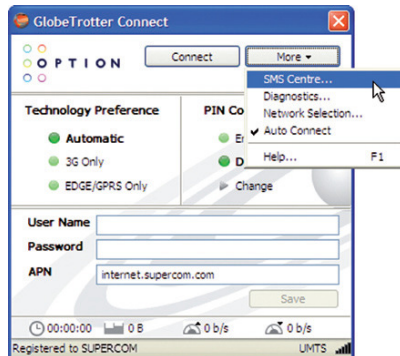 GlobeTrotter Connect
OPTION
Connect
More
SMS Centre...
Diagnostics...
Network Selection...
Auto Connect
Help... F1
Technology Preference
Automatic
3G Only
EDGE/GPRS Only
PIN Co
E
D
Change
User Name
Password
APN internet.supercom.com
Save
00:00:00 0 B 0 b/s 0 b/s
Registered to SUPERCOM UMTS